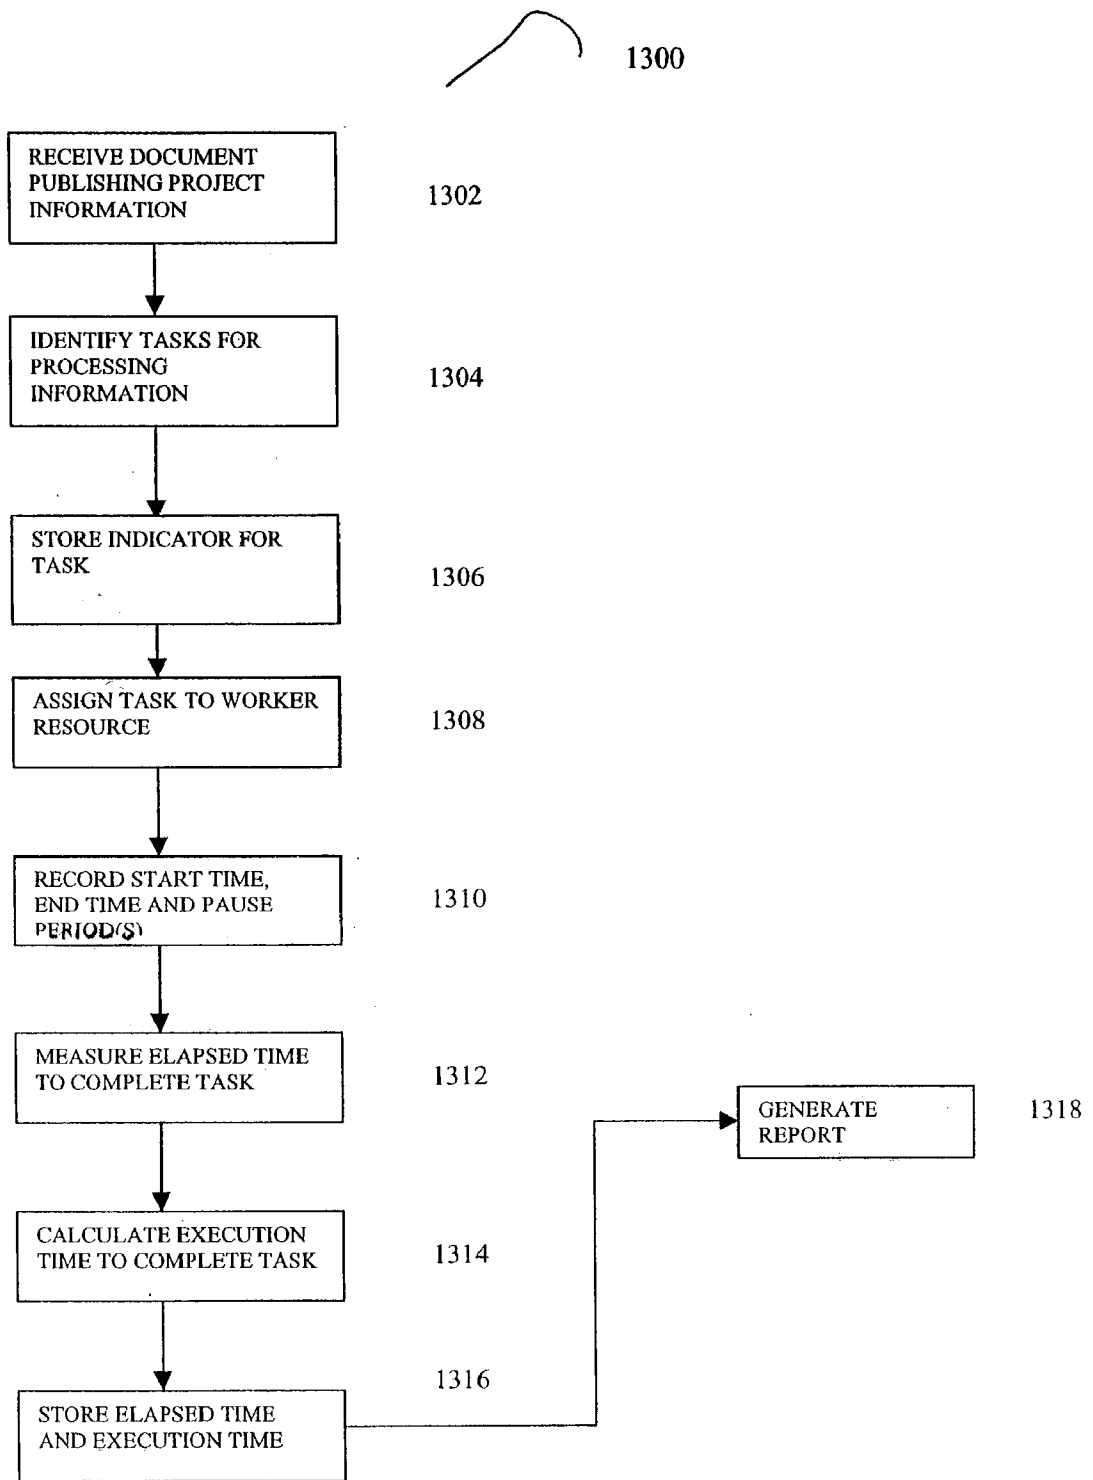 1300
RECEIVE DOCUMENT
PUBLISHING PROJECT
INFORMATION
1302
IDENTIFY TASKS FOR
PROCESSING
INFORMATION
1304
STORE INDICATOR FOR
TASK
1306
ASSIGN TASK TO WORKER
RESOURCE
1308
RECORD START TIME,
END TIME AND PAUSE
PERIOD(S)
1310
MEASURE ELAPSED TIME
TO COMPLETE TASK
1312
GENERATE
REPORT
1318
CALCULATE EXECUTION
TIME TO COMPLETE TASK
1314
1316
STORE ELAPSED TIME
AND EXECUTION TIME